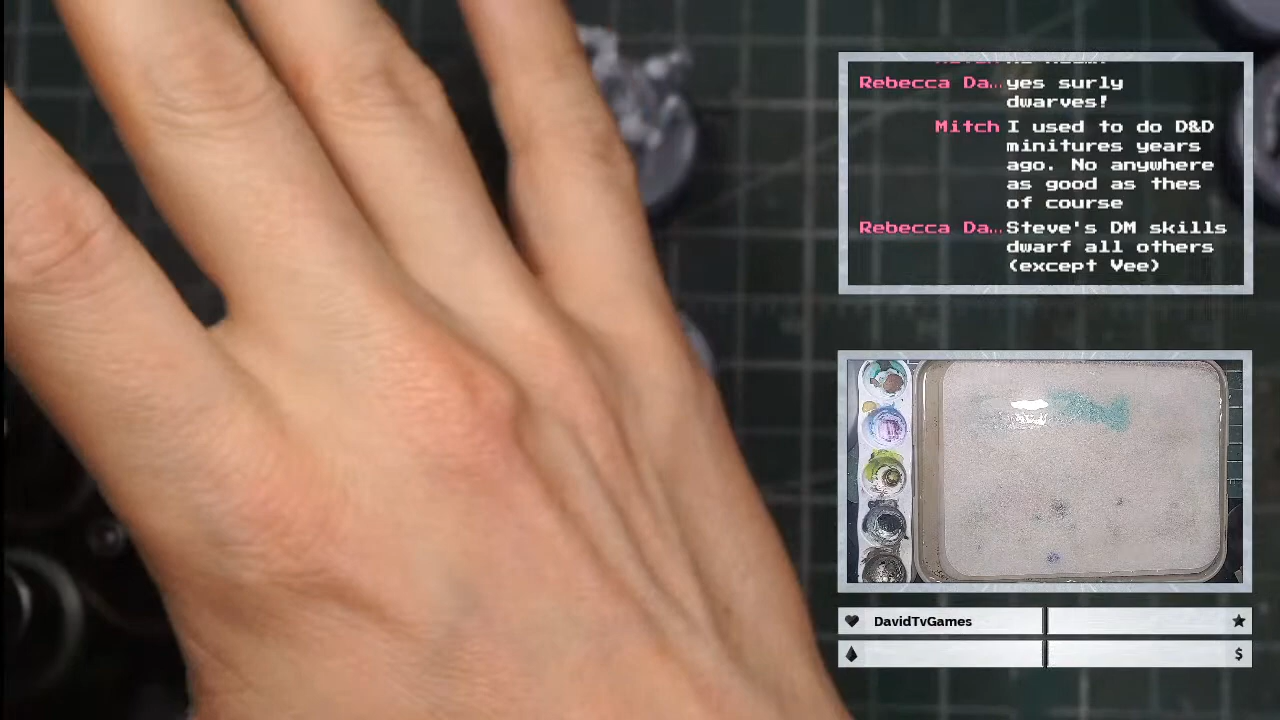 Rebecca Da… yes surly
dwarves!
Mitch I used to do D&D
minitures years
ago. No anywhere
as good as thes
of course
Rebecca Da… Steve's DM skills
dwarf all others
(except Vee)
DavidTvGames
$